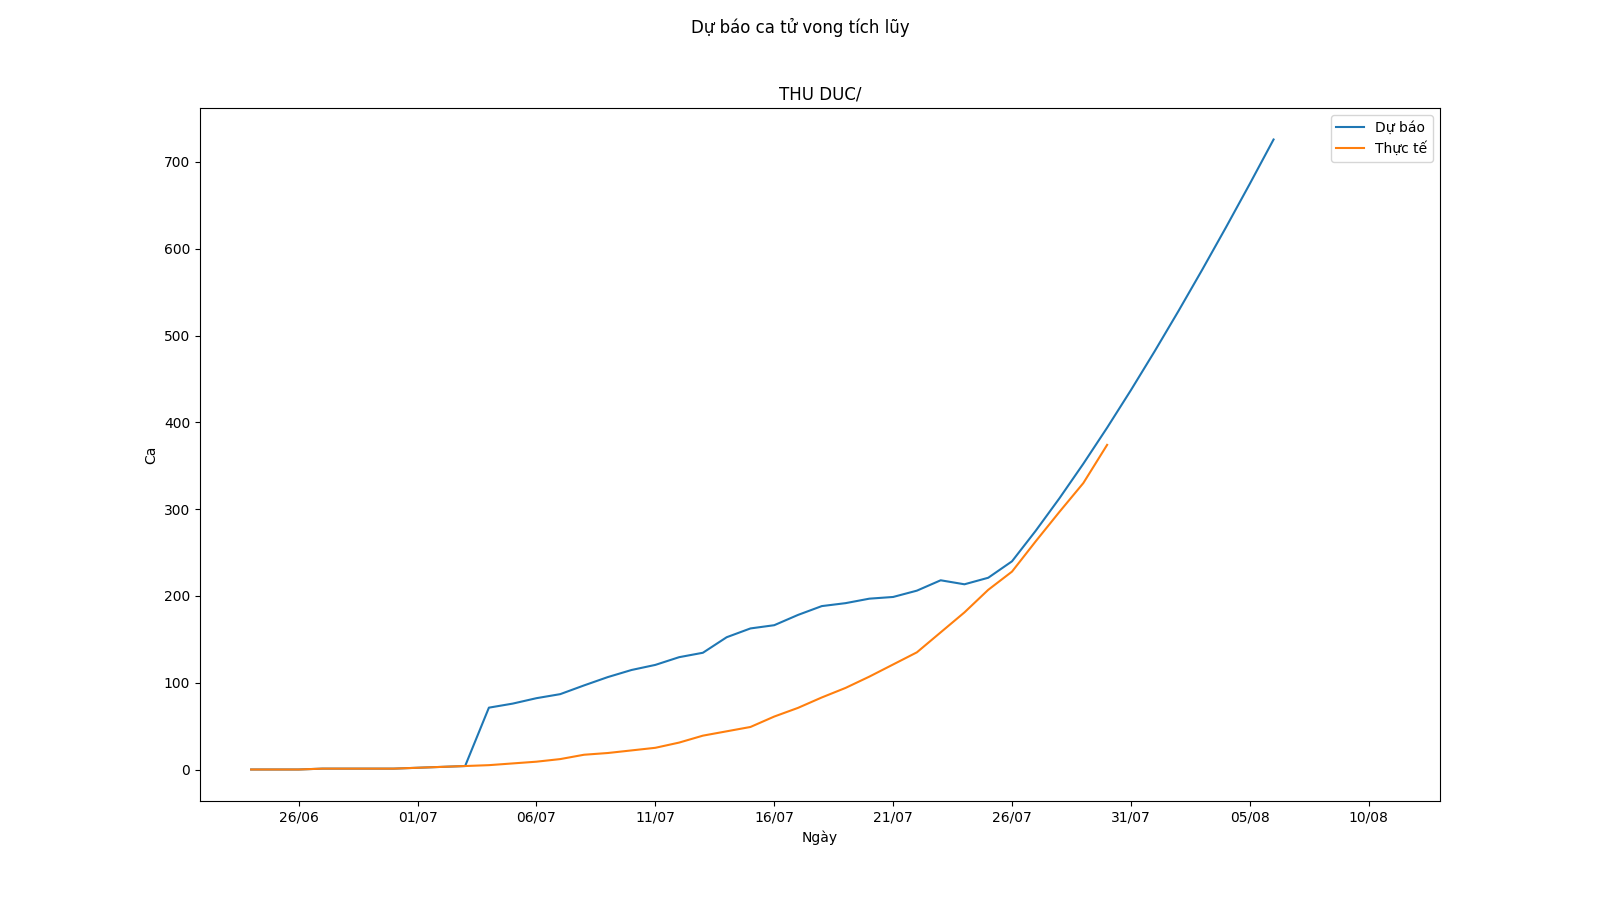 Dự báo ca tử vong tích lũy
THU DUC/
Dự báo
Thực tế
700
600
500
400
300
200
100
0
Ca
26/06 01/07 06/07 11/07 16/07 21/07 26/07 31/07 05/08 10/08
Ngày